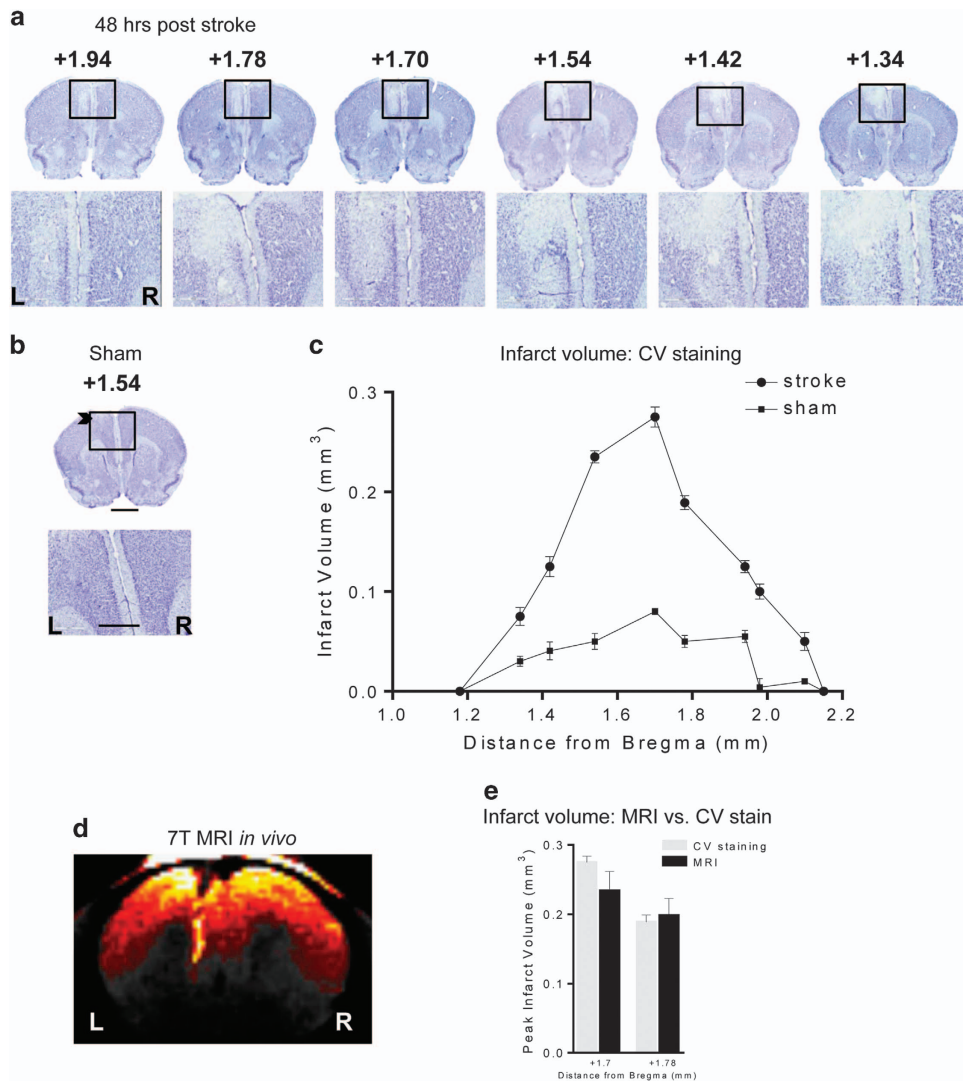 a
48 hrs post stroke
+1.94 +1.78 +1.70 +1.54 +1.42 +1.34
L R
b
Sham
+1.54
L R
c
Infarct volume: CV staining
stroke
sham
Infarct Volume (mm³)
0.3
0.2
0.1
0.0
1.0 1.2 1.4 1.6 1.8 2.0 2.2
Distance from Bregma (mm)
d
7T MRI in vivo
L R
e
Infarct volume: MRI vs. CV stain
CV staining
MRI
Peak Infarct Volume (mm³)
0.3
0.2
0.1
0.0
+1.7 +1.78
Distance from Bregma (mm)